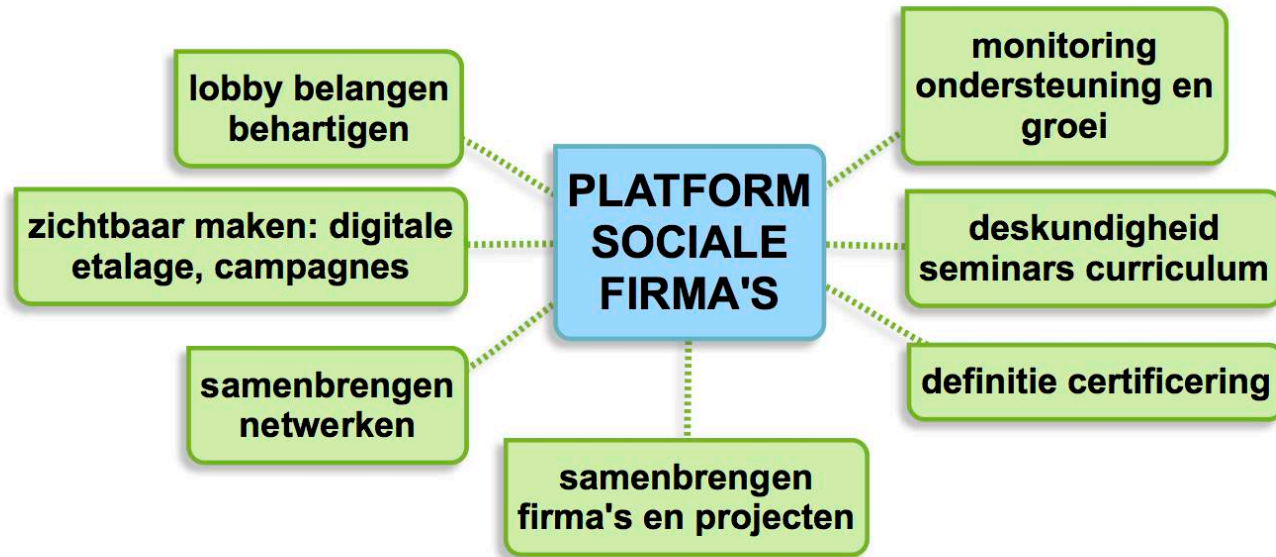 lobby belangen
behartigen
zichtbaar maken: digitale
etalage, campagnes
samenbrengen
netwerken
PLATFORM
SOCIALE
FIRMA'S
samenbrengen
firma's en projecten
monitoring
ondersteuning en
groei
deskundigheid
seminars curriculum
definitie certificering